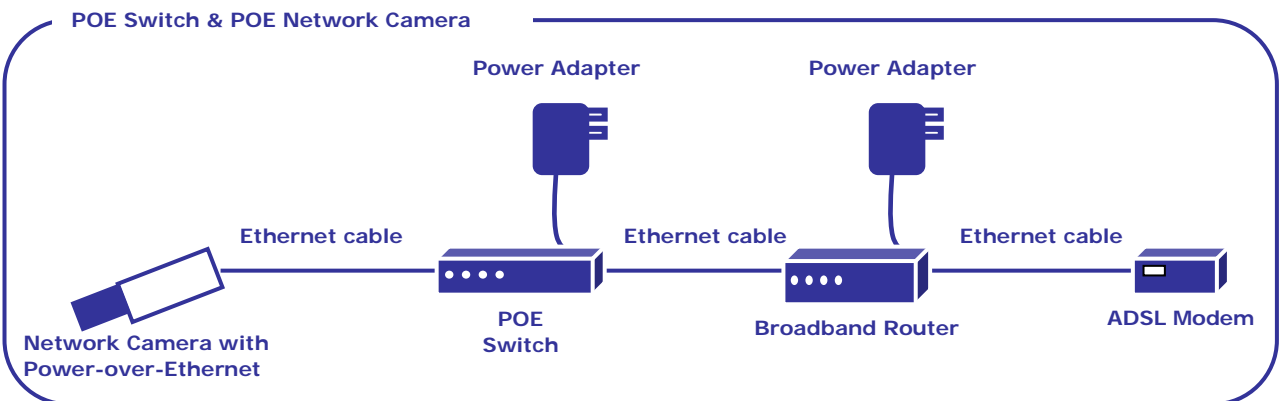 POE Switch & POE Network Camera
Power Adapter
Power Adapter
Ethernet cable
Ethernet cable
Ethernet cable
POE
Switch
Broadband Router
ADSL Modem
Network Camera with
Power-over-Ethernet